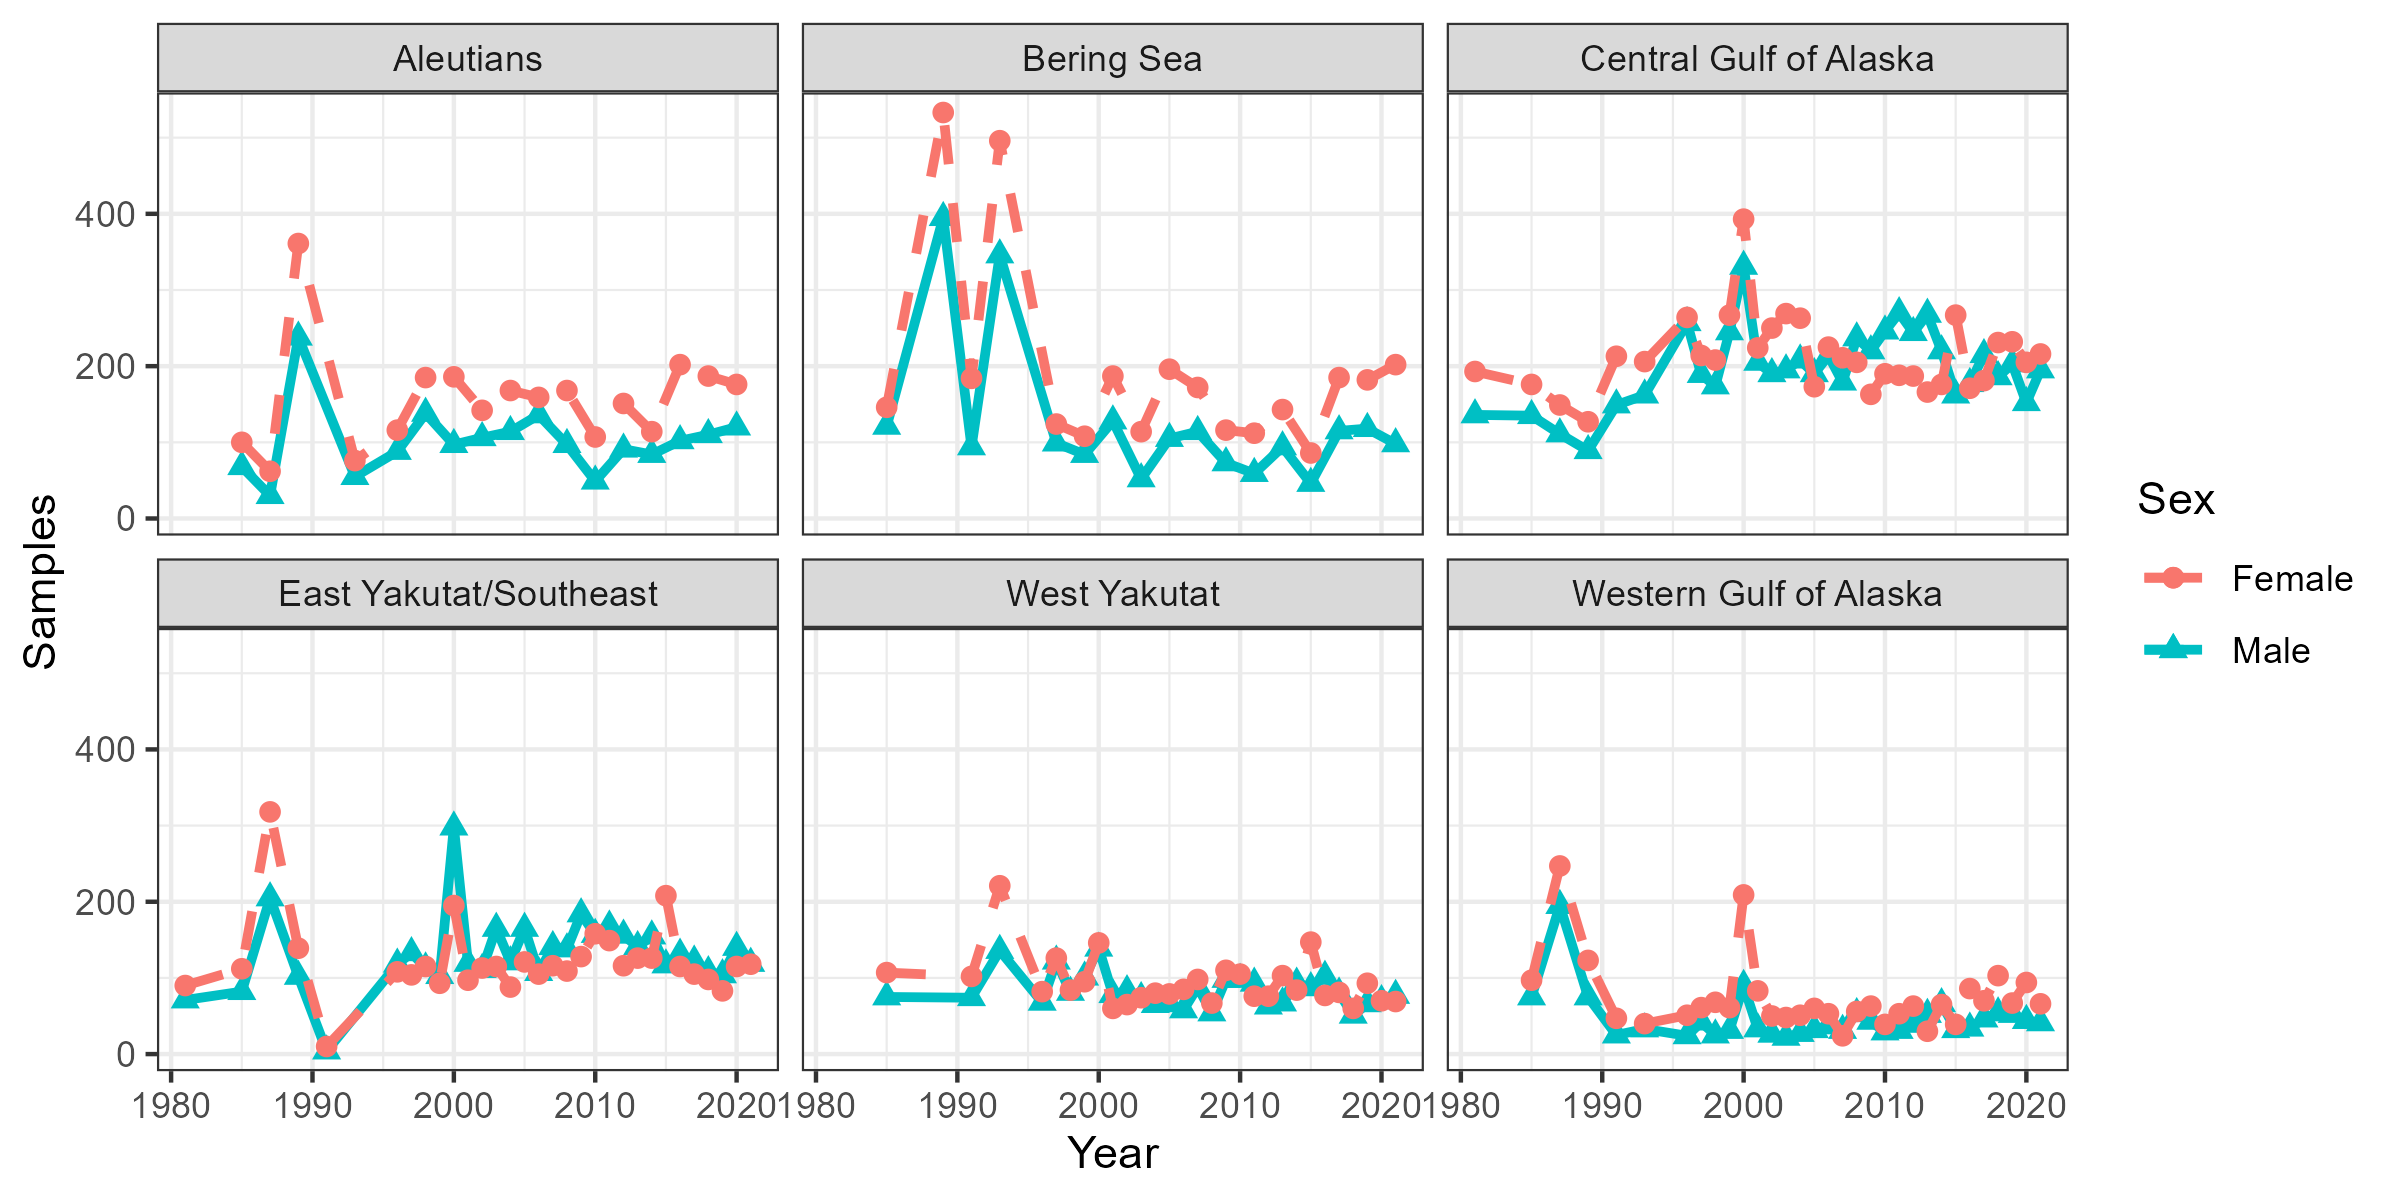 Aleutians
Bering Sea
Central Gulf of Alaska
400
200
0
East Yakutat/Southeast
West Yakutat
Western Gulf of Alaska
400
200
0
1980 1990 2000 2010 2020
1980 1990 2000 2010 2020
1980 1990 2000 2010 2020
Year
Samples
Sex
Female
Male